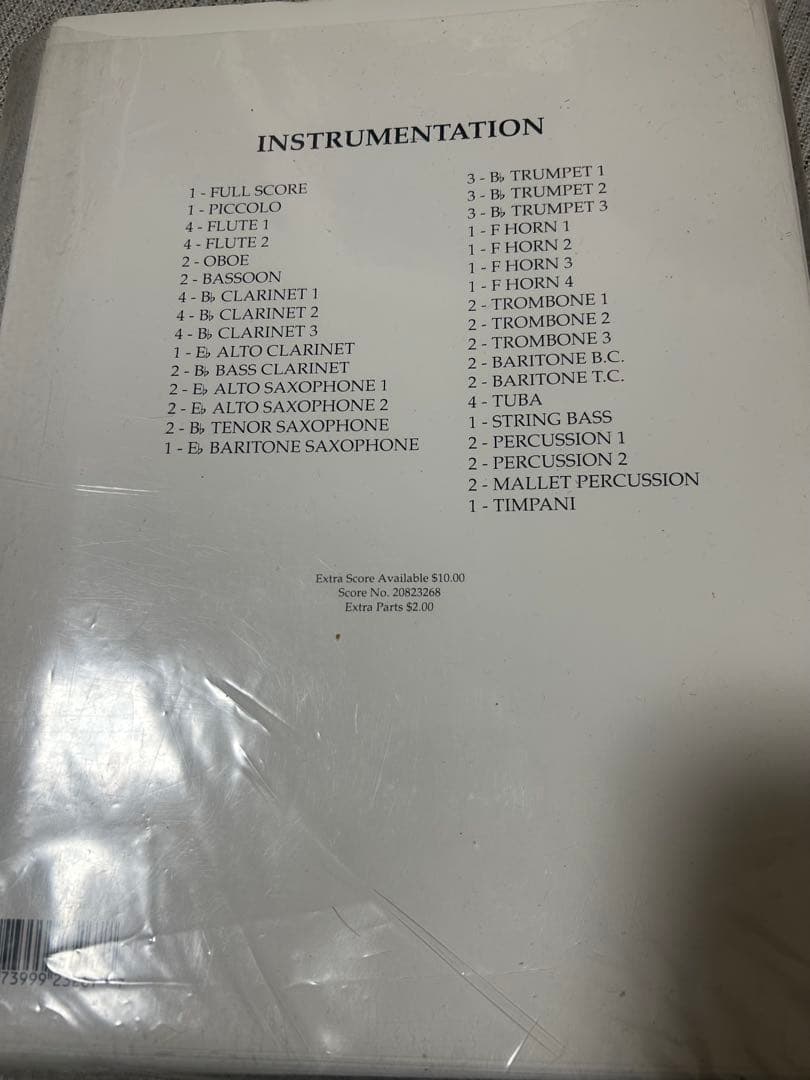 INSTRUMENTATION
1 - FULL SCORE
1 - PICCOLO
4 - FLUTE 1
4 - FLUTE 2
2 - OBOE
2 - BASSOON
4 - B♭ CLARINET 1
4 - B♭ CLARINET 2
4 - B♭ CLARINET 3
1 - E♭ ALTO CLARINET
2 - B♭ BASS CLARINET
2 - E♭ ALTO SAXOPHONE 1
2 - E♭ ALTO SAXOPHONE 2
2 - B♭ TENOR SAXOPHONE
1 - E♭ BARITONE SAXOPHONE
3 - B♭ TRUMPET 1
3 - B♭ TRUMPET 2
3 - B♭ TRUMPET 3
1 - F HORN 1
1 - F HORN 2
1 - F HORN 3
1 - F HORN 4
2 - TROMBONE 1
2 - TROMBONE 2
2 - TROMBONE 3
2 - BARITONE B.C.
2 - BARITONE T.C.
4 - TUBA
1 - STRING BASS
2 - PERCUSSION 1
2 - PERCUSSION 2
2 - MALLET PERCUSSION
1 - TIMPANI
Extra Score Available $10.00
Score No. 20823268
Extra Parts $2.00
73999